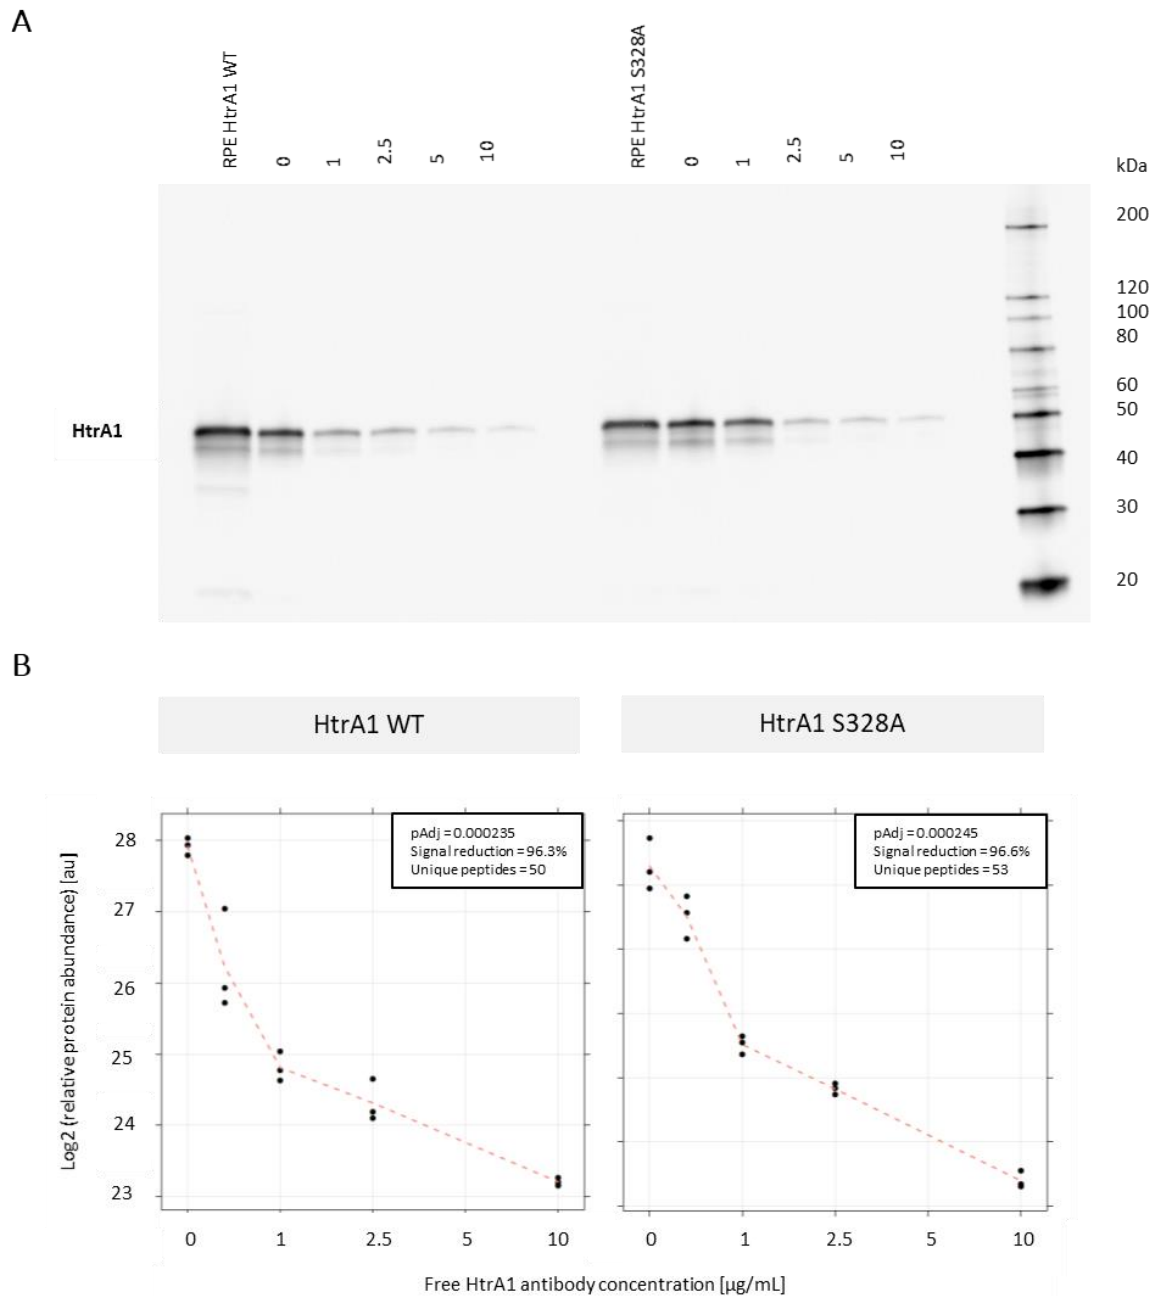 A
RPE HtrA1 WT
0
1
2.5
5
10
RPE HtrA1 S328A
0
1
2.5
5
10
kDa
200
120
100
80
60
50
40
30
20
HtrA1
B
HtrA1 WT
HtrA1 S328A
pAdj = 0.000235
Signal reduction = 96.3%
Unique peptides = 50
pAdj = 0.000245
Signal reduction = 96.6%
Unique peptides = 53
Log2 (relative protein abundance) [au]
28
27
26
25
24
23
0 1 2.5 5 10
0 1 2.5 5 10
Free HtrA1 antibody concentration [µg/mL]